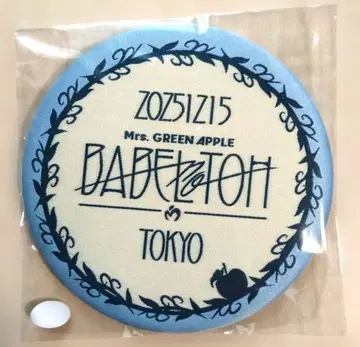 20251215
Mrs. GREEN APPLE
BABEL no TOH
TOKYO